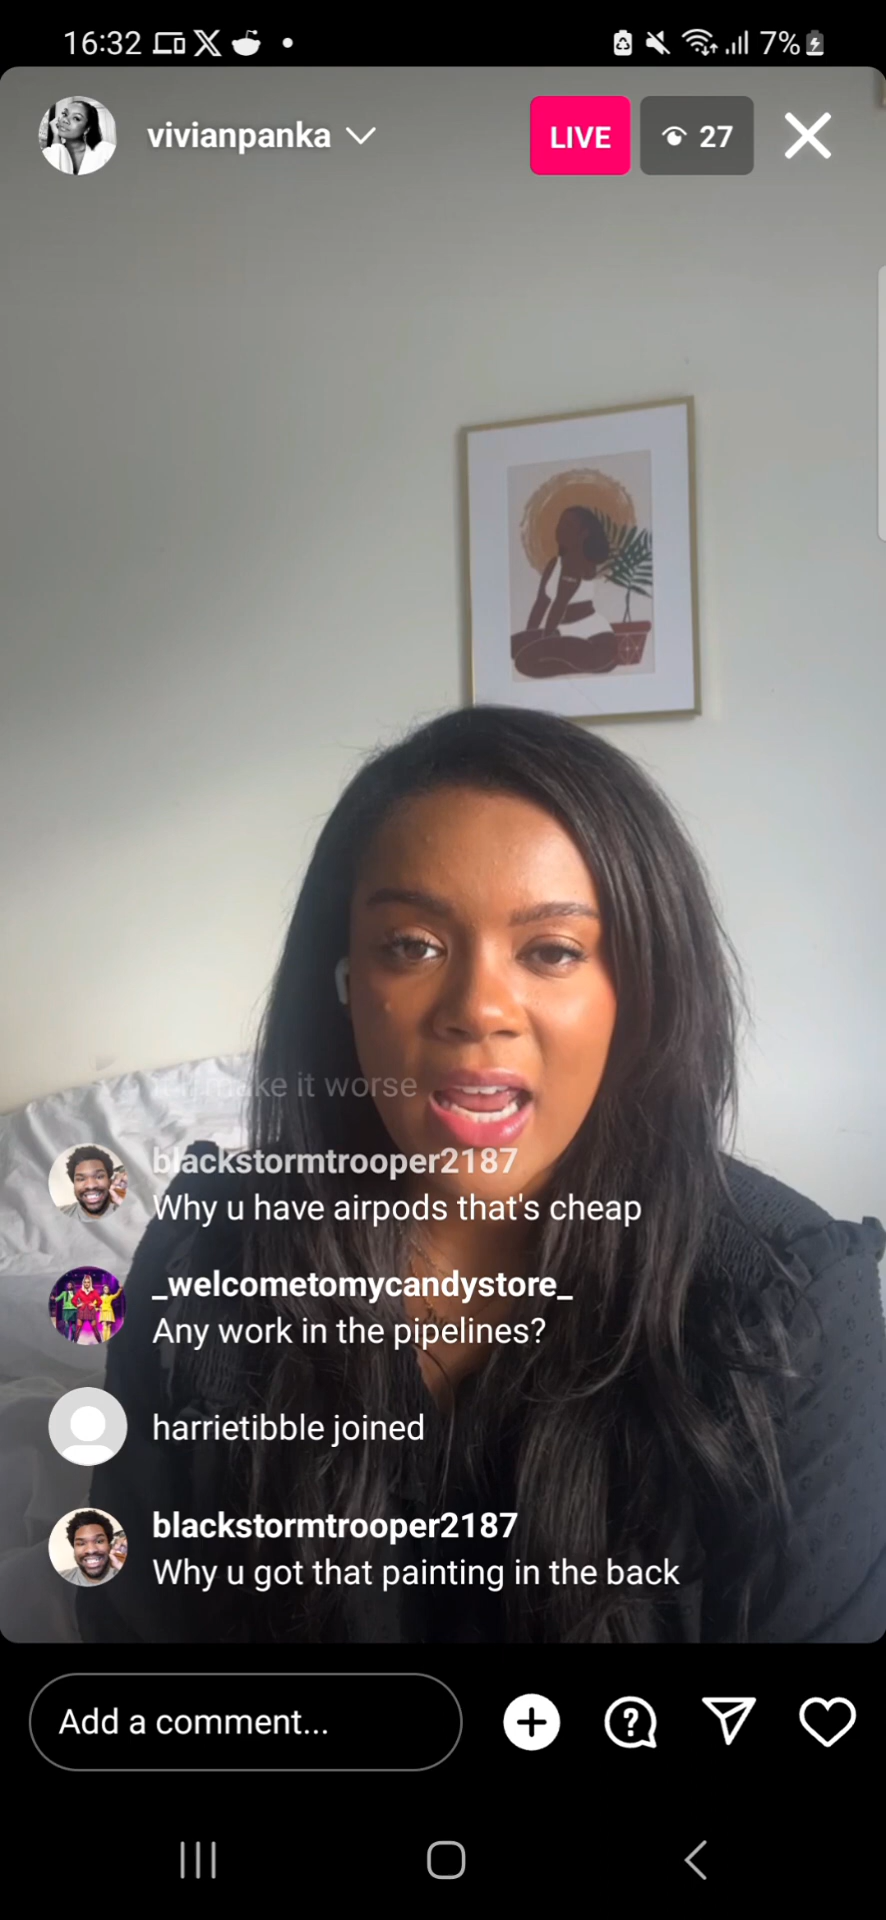 16:32
7%
vivianpanka
LIVE
27
make it worse
blackstormtrooper2187
Why u have airpods that's cheap
_welcometomycandystore_
Any work in the pipelines?
harrietibble joined
blackstormtrooper2187
Why u got that painting in the back
Add a comment...